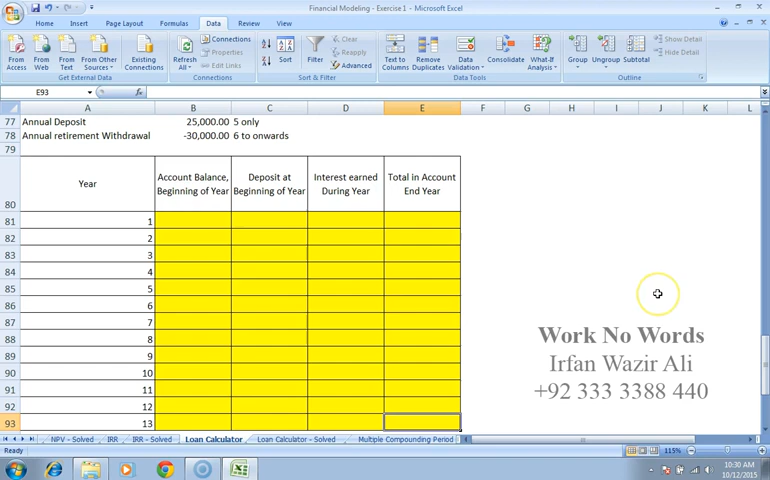 Financial Modeling - Exercise 1 - Microsoft Excel
Home Insert Page Layout Formulas Data Review View
From Access From Web From Text From Other Sources Existing Connections
Refresh All Connections Properties Edit Links
Sort Filter Clear Reapply Advanced
Text to Columns Remove Duplicates Data Validation Consolidate What-If Analysis
Group Ungroup Subtotal Show Detail Hide Detail
Get External Data Connections Sort & Filter Data Tools Outline
E93 fx
A B C D E F G H I J K L
77 Annual Deposit 25,000.00 5 only
78 Annual retirement Withdrawal -30,000.00 6 to onwards
79
80 Year Account Balance, Beginning of Year Deposit at Beginning of Year Interest earned During Year Total in Account End Year
81 1
82 2
83 3
84 4
85 5
86 6
87 7
88 8
89 9
90 10
91 11
92 12
93 13
Work No Words
Irfan Wazir Ali
+92 333 3388 440
NPV - Solved IRR IRR - Solved Loan Calculator Loan Calculator - Solved Multiple Compounding Period
Ready 115%
10:30 AM
10/12/2015